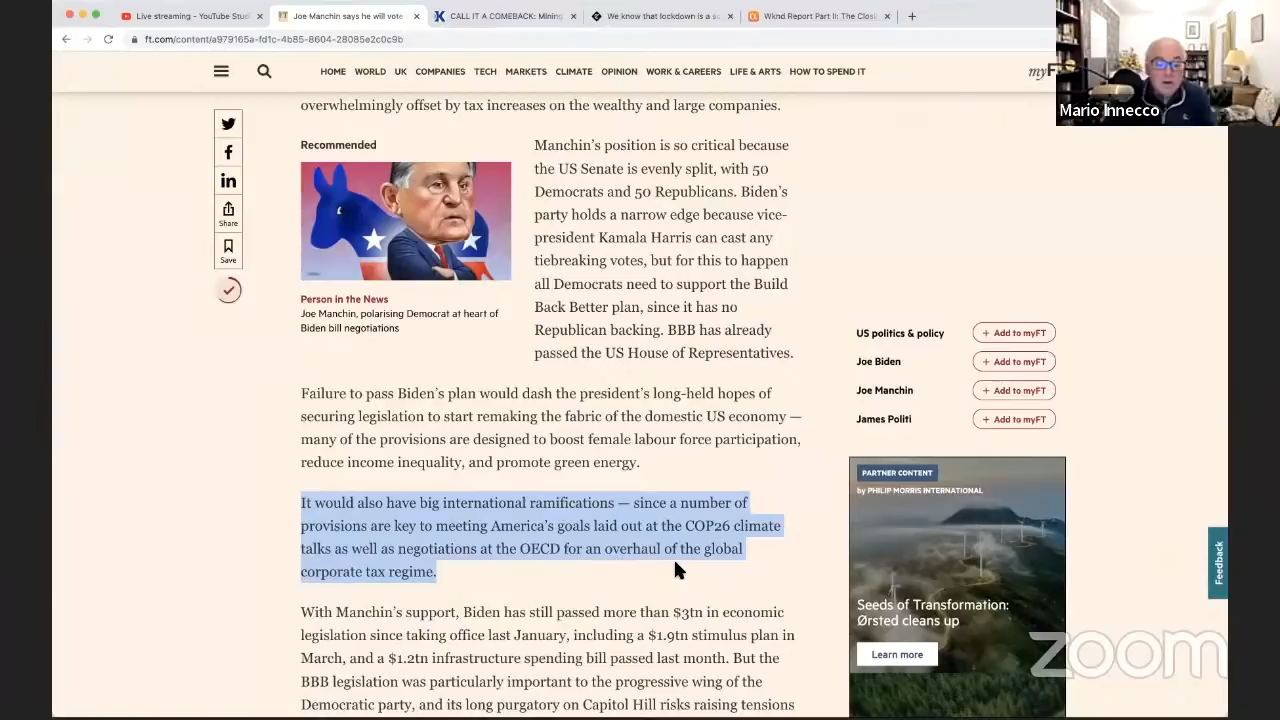 Live streaming - YouTube Stud
Joe Manchin says he will vote
CALL IT A COMEBACK: Mining
We know that lockdown is a s
Wknd Report Part II: The Closi
ft.com/content/a979165a-fd1c-4b85-8604-28085e2c0c9b
HOME WORLD UK COMPANIES TECH MARKETS CLIMATE OPINION WORK & CAREERS LIFE & ARTS HOW TO SPEND IT
myF
Mario Innecco
overwhelmingly offset by tax increases on the wealthy and large companies.
Share
Save
Recommended
Person in the News
Joe Manchin, polarising Democrat at heart of
Biden bill negotiations
Manchin's position is so critical because
the US Senate is evenly split, with 50
Democrats and 50 Republicans. Biden's
party holds a narrow edge because vice-
president Kamala Harris can cast any
tiebreaking votes, but for this to happen
all Democrats need to support the Build
Back Better plan, since it has no
Republican backing. BBB has already
passed the US House of Representatives.
Failure to pass Biden's plan would dash the president's long-held hopes of
securing legislation to start remaking the fabric of the domestic US economy —
many of the provisions are designed to boost female labour force participation,
reduce income inequality, and promote green energy.
It would also have big international ramifications — since a number of
provisions are key to meeting America's goals laid out at the COP26 climate
talks as well as negotiations at the OECD for an overhaul of the global
corporate tax regime.
With Manchin's support, Biden has still passed more than $3tn in economic
legislation since taking office last January, including a $1.9tn stimulus plan in
March, and a $1.2tn infrastructure spending bill passed last month. But the
BBB legislation was particularly important to the progressive wing of the
Democratic party, and its long purgatory on Capitol Hill risks raising tensions
US politics & policy + Add to myFT
Joe Biden + Add to myFT
Joe Manchin + Add to myFT
James Politi + Add to myFT
PARTNER CONTENT
by PHILIP MORRIS INTERNATIONAL
Seeds of Transformation:
Ørsted cleans up
Learn more
Feedback
zoom